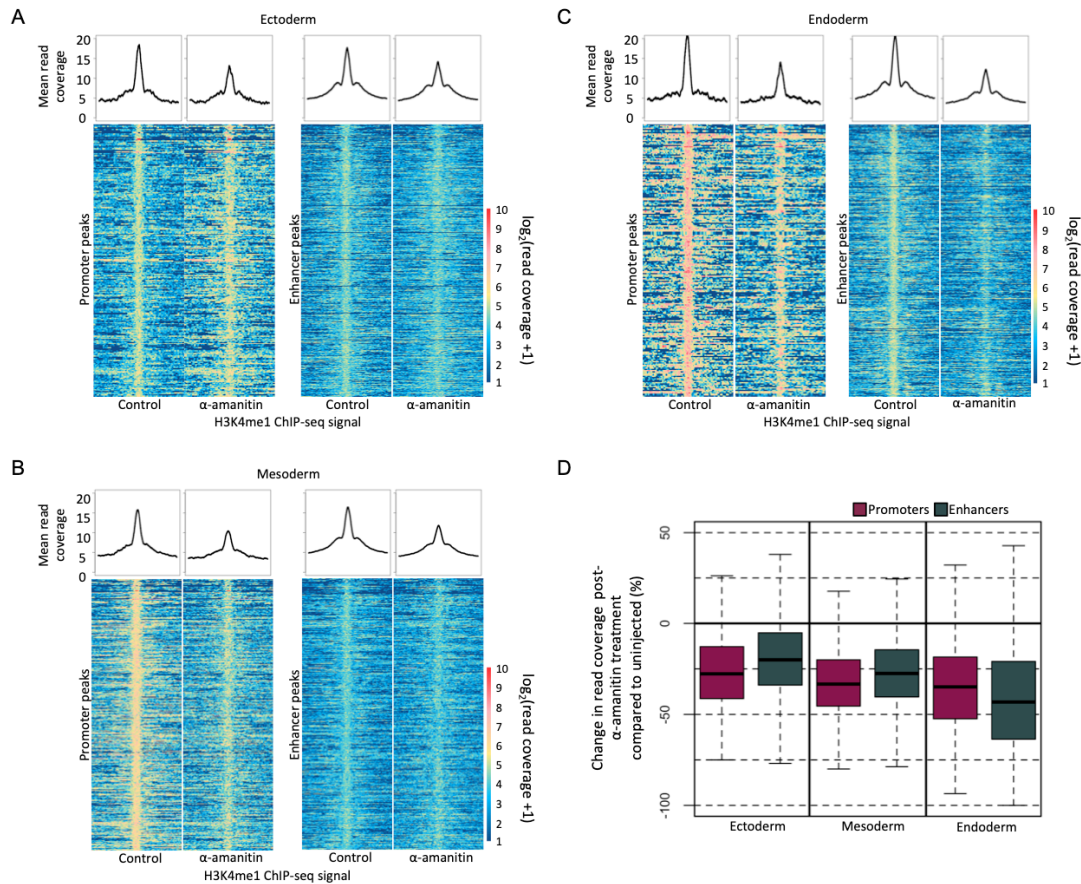 A
Ectoderm
Mean read
coverage
20
15
10
5
0
Promoter peaks
Enhancer peaks
10
9
8
7
6
5
4
3
2
1
log2(read coverage +1)
Control
α-amanitin
Control
α-amanitin
H3K4me1 ChIP-seq signal
C
Endoderm
Mean read
coverage
20
15
10
5
0
Promoter peaks
Enhancer peaks
10
9
8
7
6
5
4
3
2
1
log2(read coverage +1)
Control
α-amanitin
Control
α-amanitin
H3K4me1 ChIP-seq signal
B
Mesoderm
Mean read
coverage
20
15
10
5
0
Promoter peaks
Enhancer peaks
10
9
8
7
6
5
4
3
2
1
log2(read coverage +1)
Control
α-amanitin
Control
α-amanitin
H3K4me1 ChIP-seq signal
D
Promoters
Enhancers
Change in read coverage post-
α-amanitin treatment
compared to uninjected (%)
50
0
-50
-100
Ectoderm
Mesoderm
Endoderm